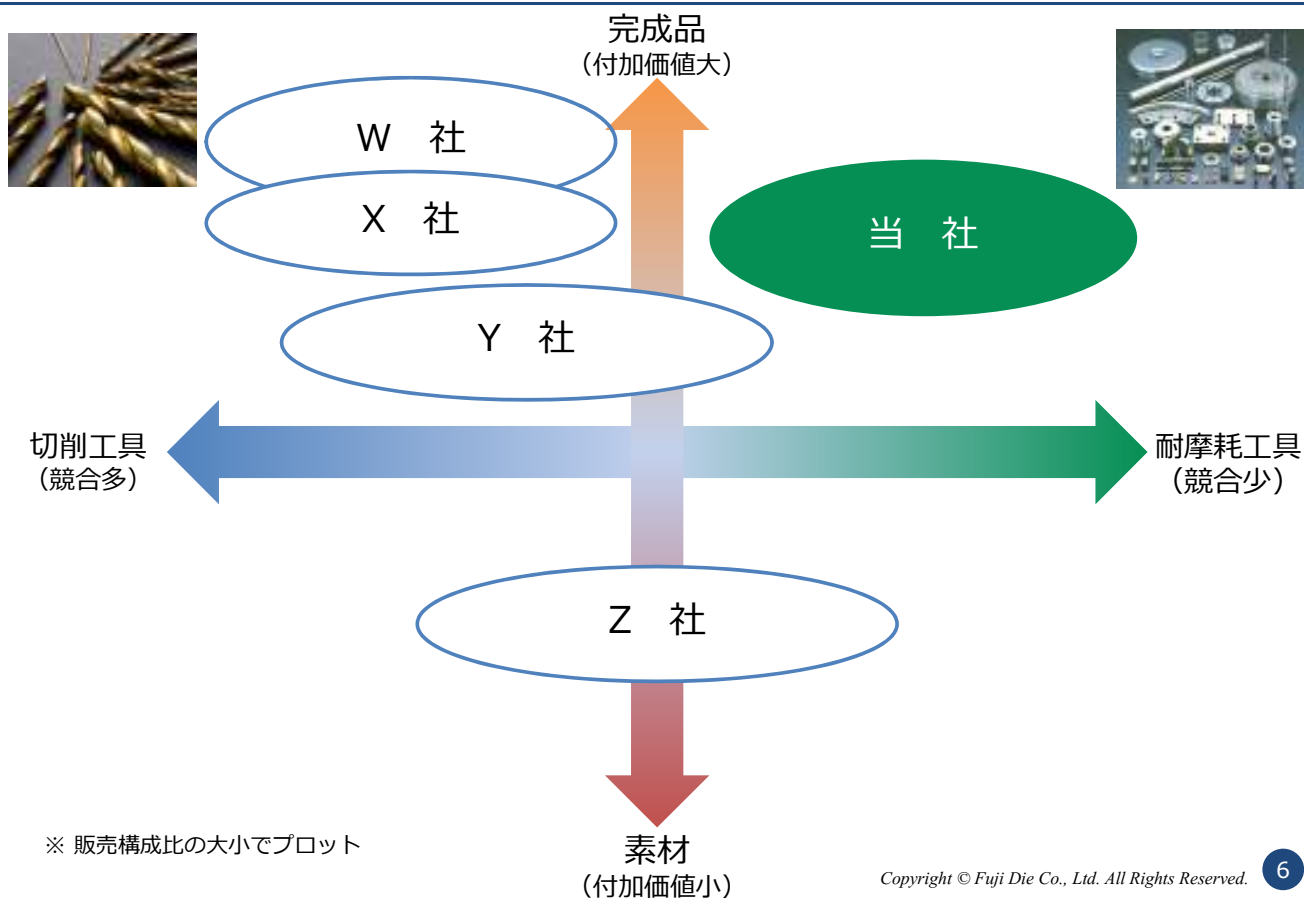 完成品
（付加価値大）
W 社
X 社
当 社
Y 社
切削工具
（競合多）
耐摩耗工具
（競合少）
Z 社
※ 販売構成比の大小でプロット
素材
（付加価値小）
Copyright © Fuji Die Co., Ltd. All Rights Reserved.
6